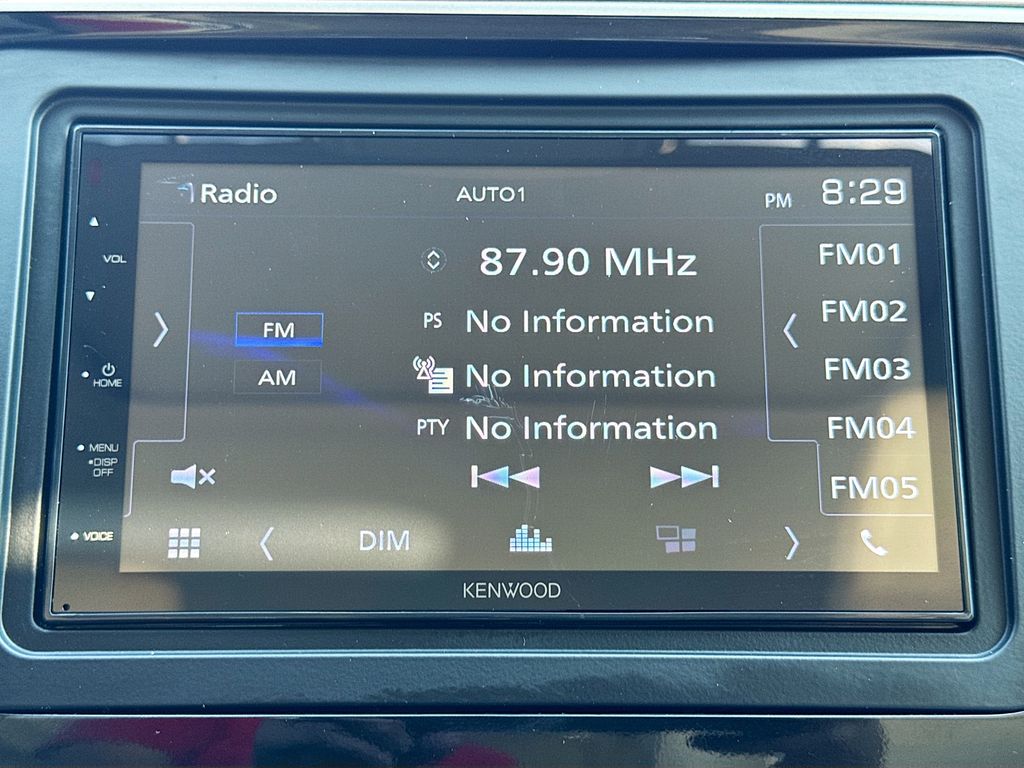 Radio
AUTO1
PM 8:29
VOL
87.90 MHz
FM01
PS No Information
FM02
FM
HOME
AM
No Information
FM03
MENU
•DISP
OFF
PTY No Information
FM04
FM05
VOICE
DIM
KENWOOD